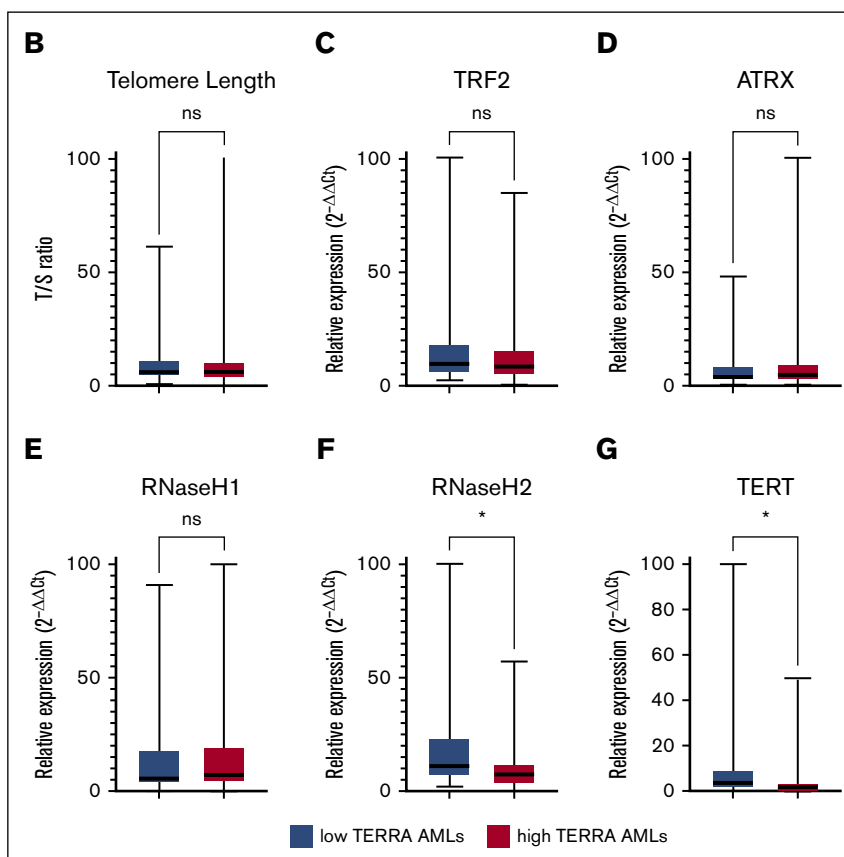 B
Telomere Length
ns
T/S ratio
100
50
0
C
TRF2
ns
Relative expression (2⁻ΔΔCt)
100
50
0
D
ATRX
ns
Relative expression (2⁻ΔΔCt)
100
50
0
E
RNaseH1
ns
Relative expression (2⁻ΔΔCt)
100
50
0
F
RNaseH2
*
Relative expression (2⁻ΔΔCt)
100
50
0
G
TERT
*
Relative expression (2⁻ΔΔCt)
100
80
60
40
20
0
low TERRA AMLs
high TERRA AMLs